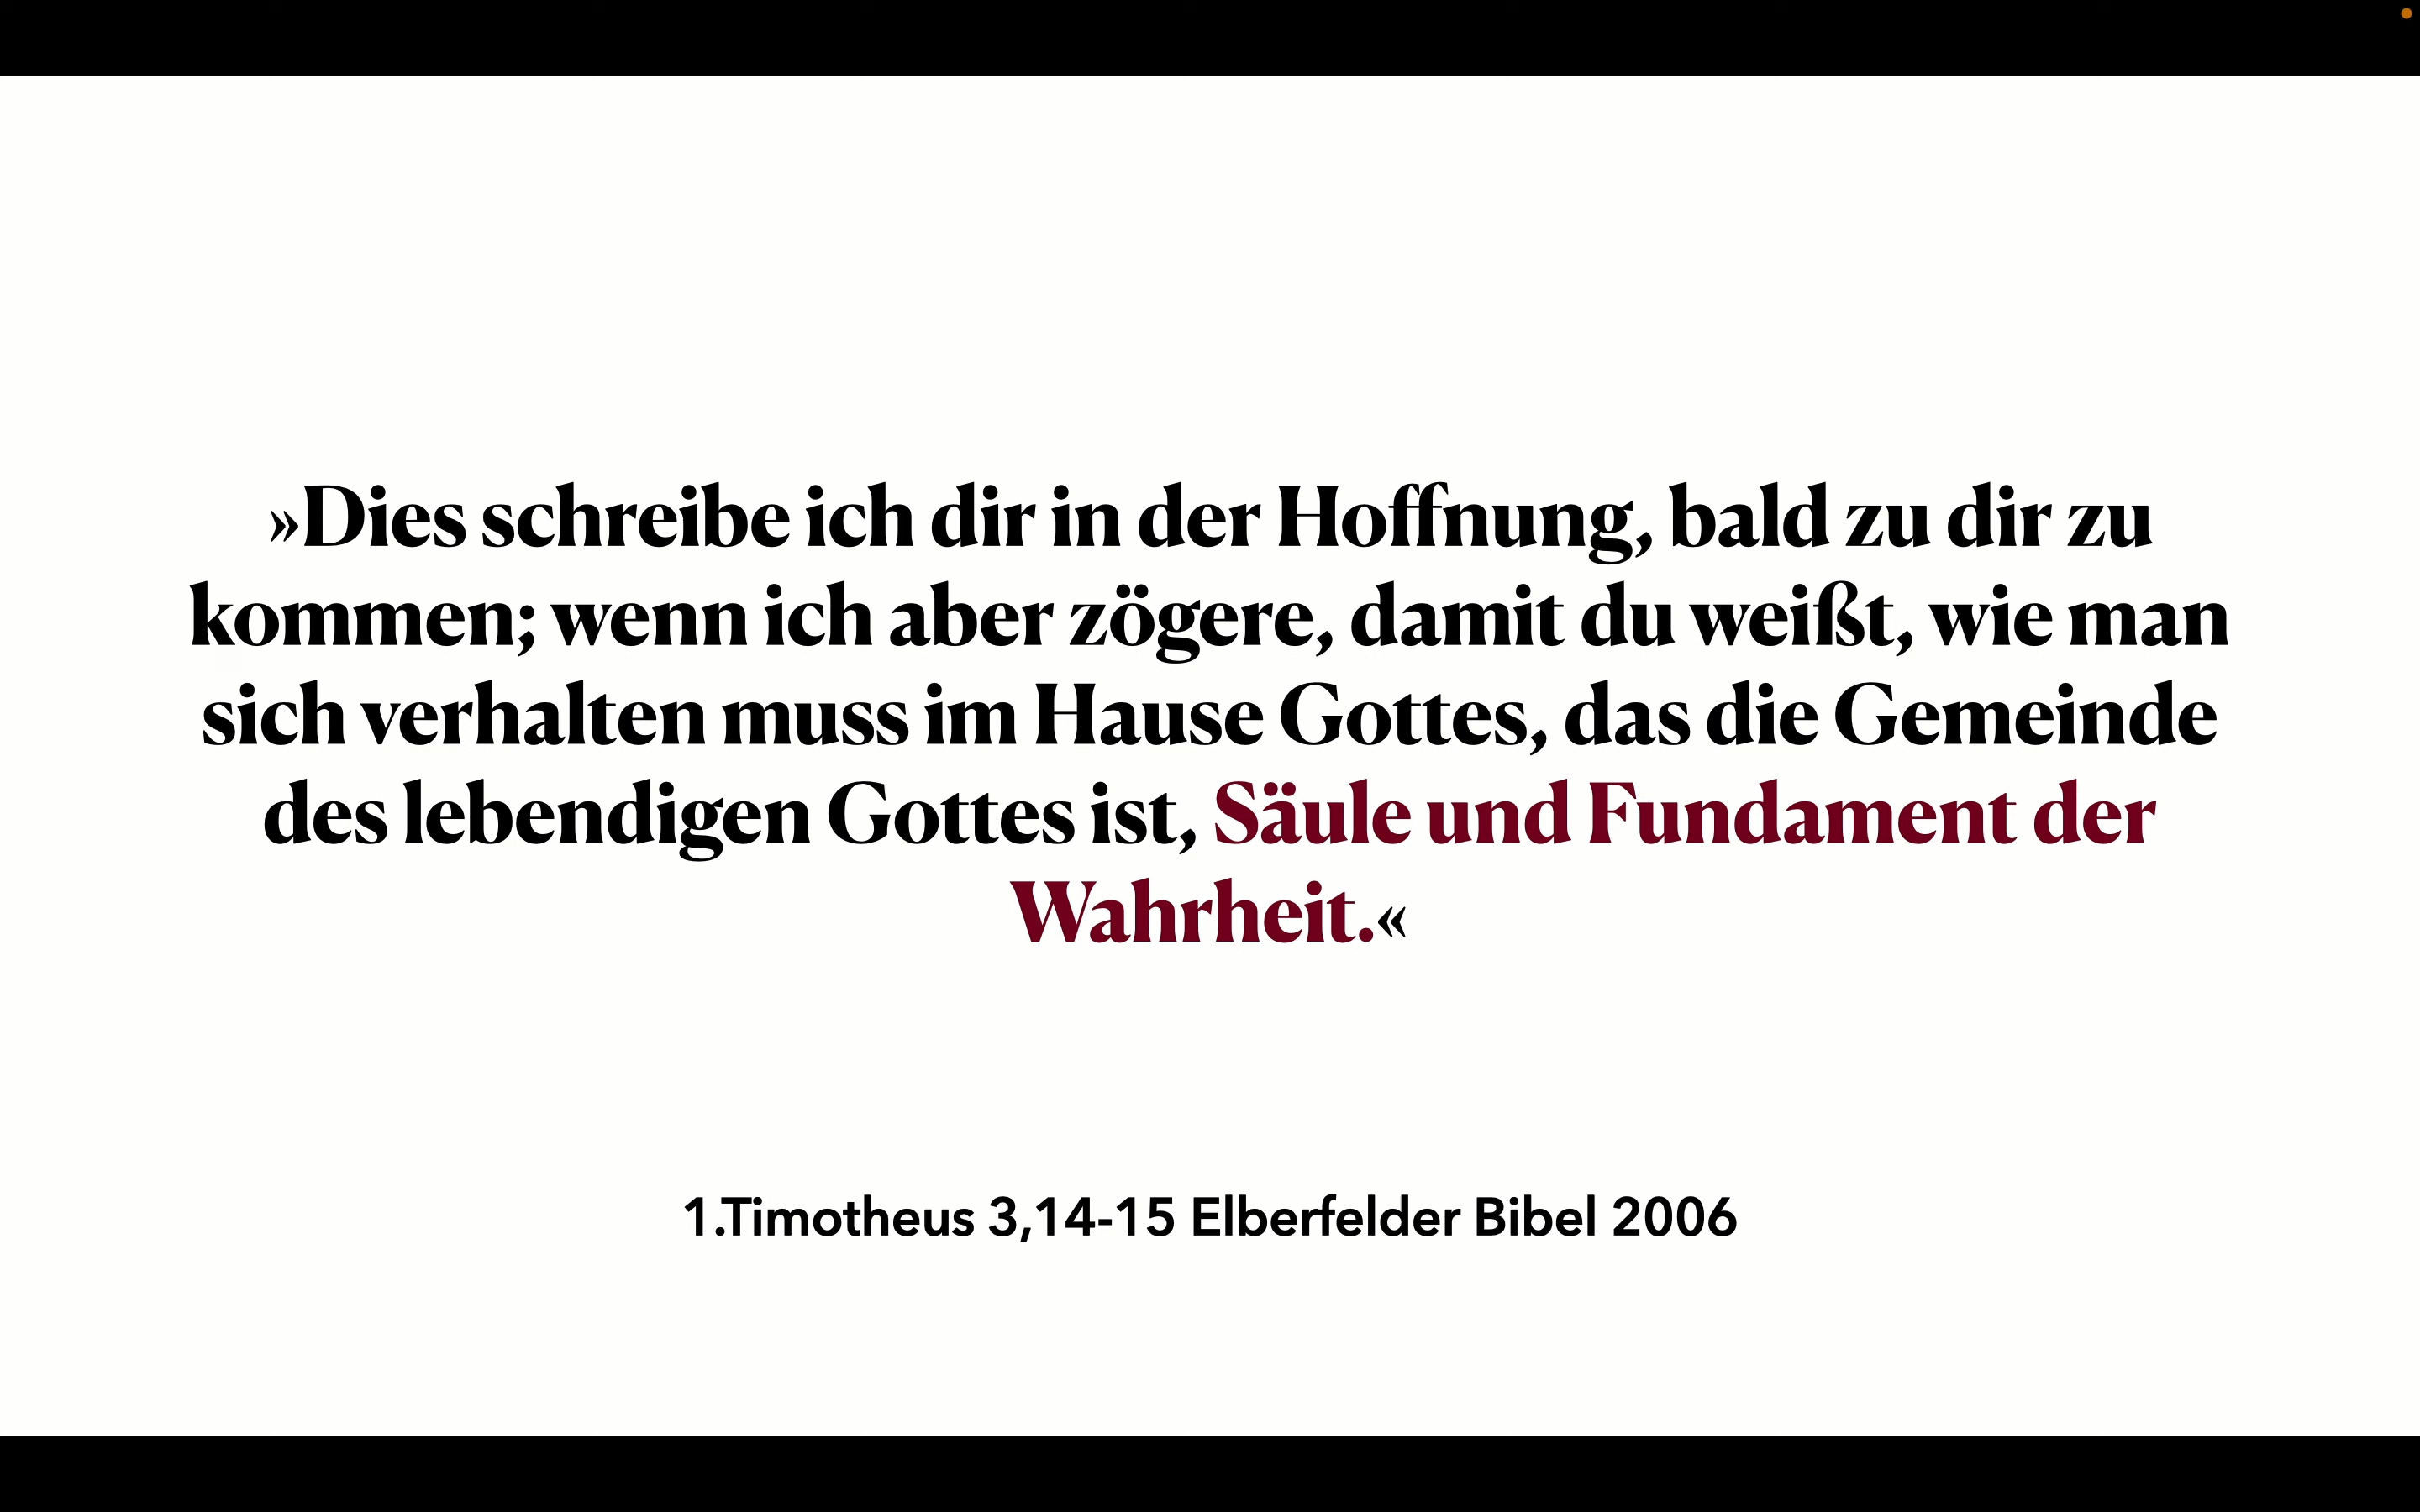 »Dies schreibe ich dir in der Hoffnung, bald zu dir zu
kommen; wenn ich aber zögere, damit du weißt, wie man
sich verhalten muss im Hause Gottes, das die Gemeinde
des lebendigen Gottes ist, Säule und Fundament der
Wahrheit.«
1.Timotheus 3,14-15 Elberfelder Bibel 2006